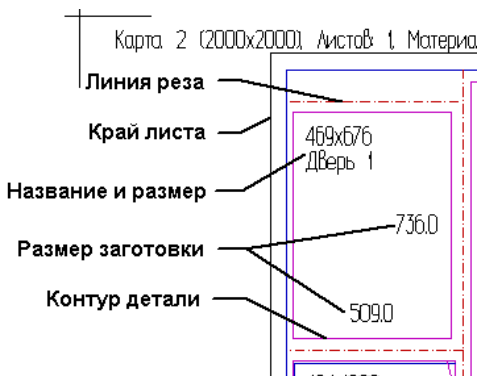 Карта 2 (2000x2000), Листов: 1, Материа
Линия реза
Край листа
469x676
Дверь 1
Название и размер
736.0
Размер заготовки
Контур детали
509.0